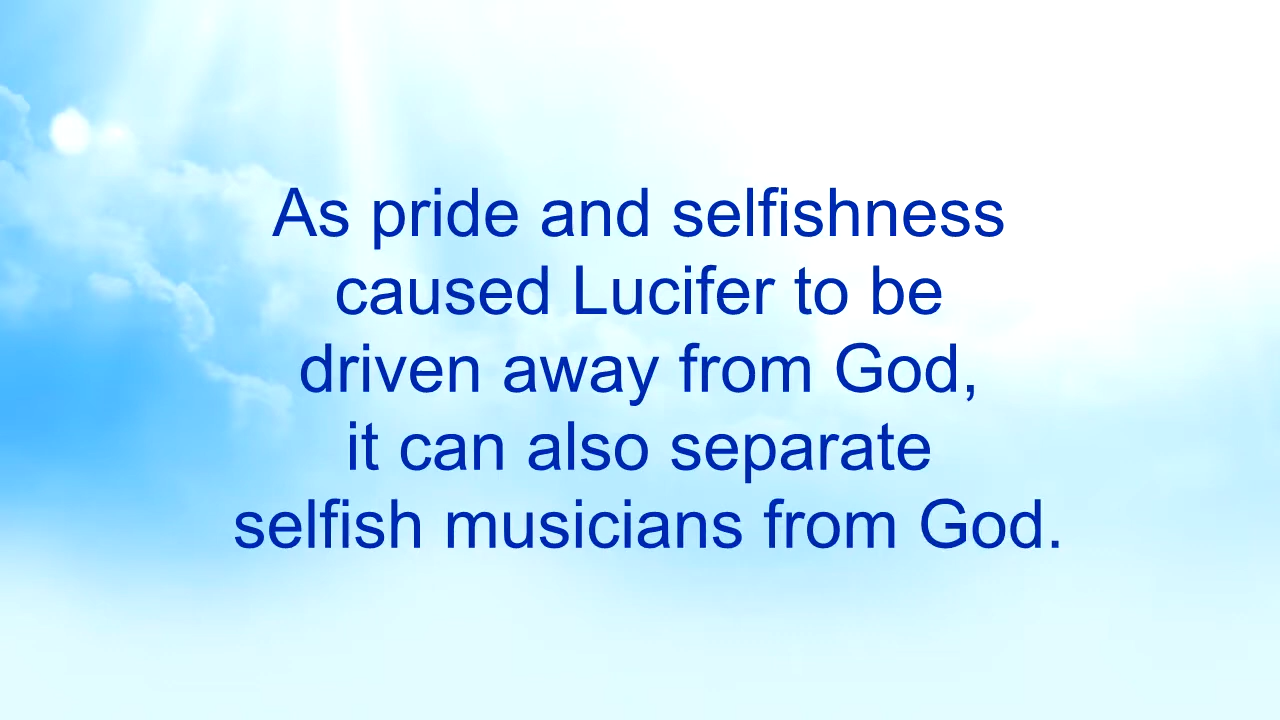 As pride and selfishness
caused Lucifer to be
driven away from God,
it can also separate
selfish musicians from God.